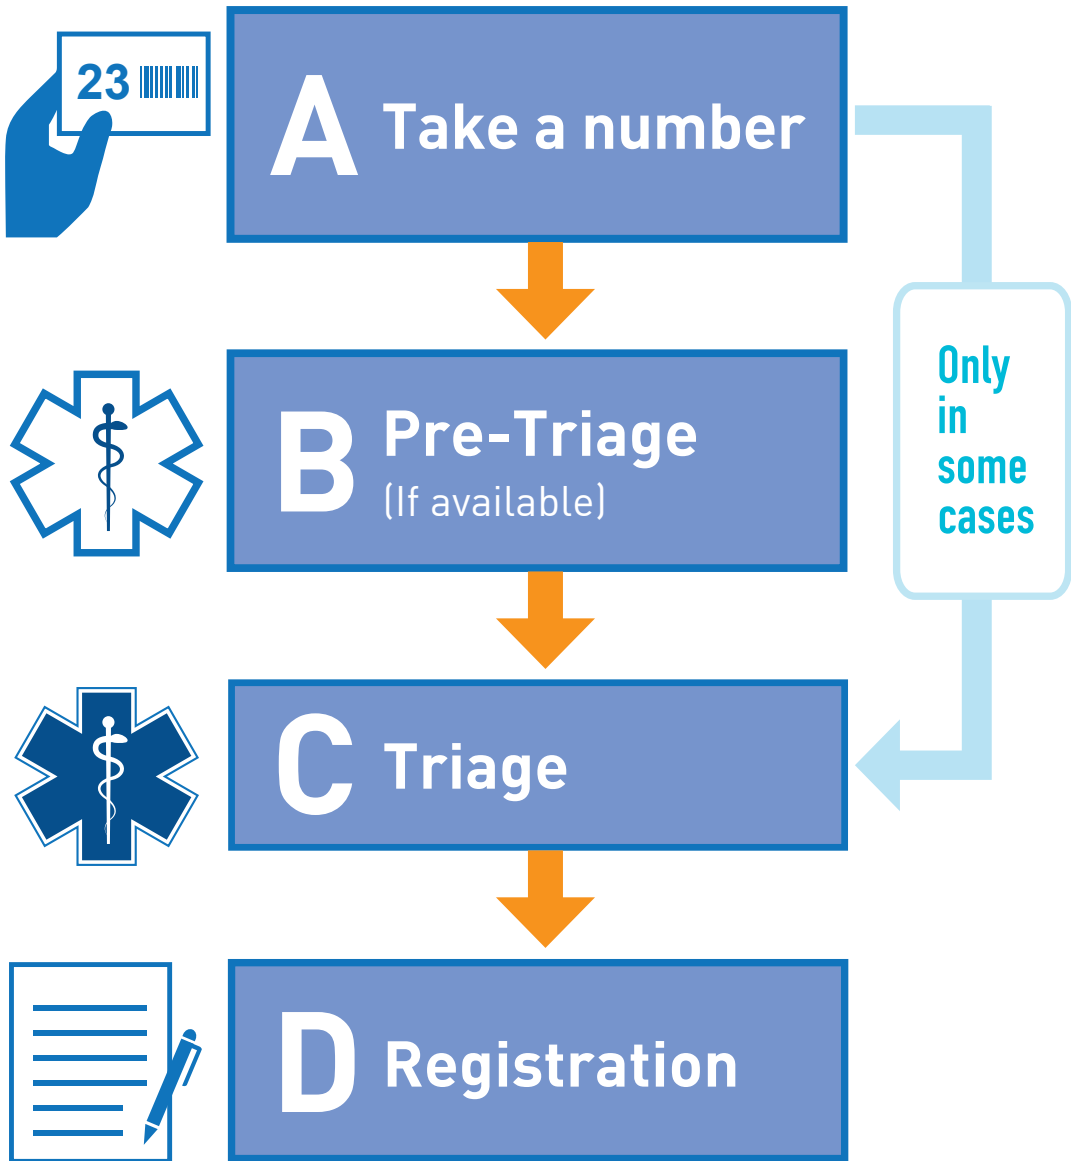 23
A Take a number
B Pre-Triage
(If available)
Only
in
some
cases
C Triage
D Registration